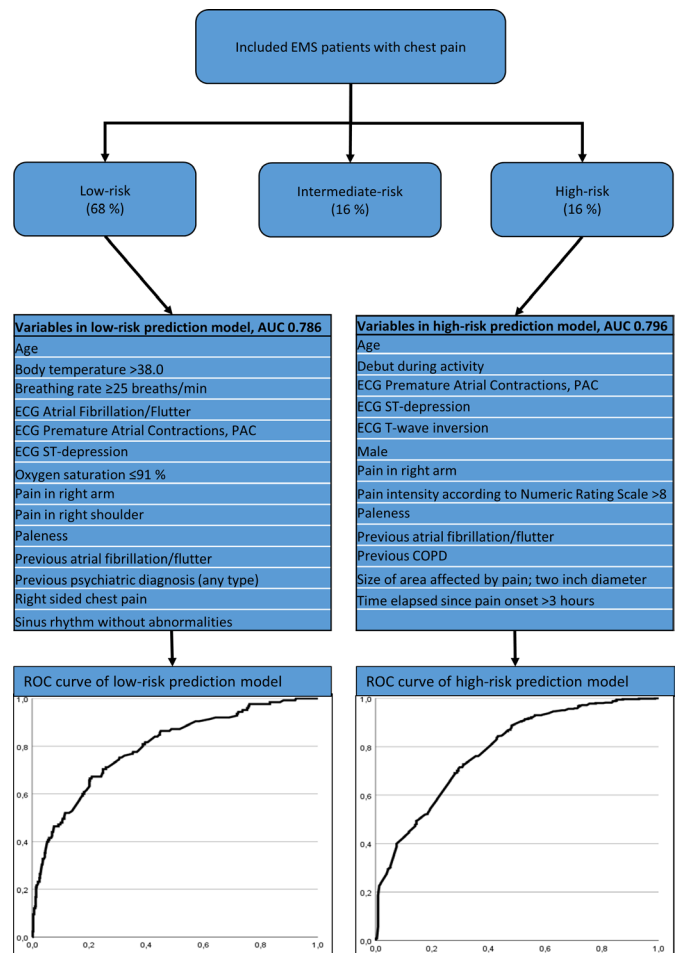 Included EMS patients with chest pain
Low-risk
(68 %)
Intermediate-risk
(16 %)
High-risk
(16 %)
Variables in low-risk prediction model, AUC 0.786
Age
Body temperature >38.0
Breathing rate ≥25 breaths/min
ECG Atrial Fibrillation/Flutter
ECG Premature Atrial Contractions, PAC
ECG ST-depression
Oxygen saturation ≤91 %
Pain in right arm
Pain in right shoulder
Paleness
Previous atrial fibrillation/flutter
Previous psychiatric diagnosis (any type)
Right sided chest pain
Sinus rhythm without abnormalities
Variables in high-risk prediction model, AUC 0.796
Age
Debut during activity
ECG Premature Atrial Contractions, PAC
ECG ST-depression
ECG T-wave inversion
Male
Pain in right arm
Pain intensity according to Numeric Rating Scale >8
Paleness
Previous atrial fibrillation/flutter
Previous COPD
Size of area affected by pain; two inch diameter
Time elapsed since pain onset >3 hours
ROC curve of low-risk prediction model
1,0
0,8
0,6
0,4
0,2
0,0
0,0 0,2 0,4 0,6 0,8 1,0
ROC curve of high-risk prediction model
1,0
0,8
0,6
0,4
0,2
0,0
0,0 0,2 0,4 0,6 0,8 1,0